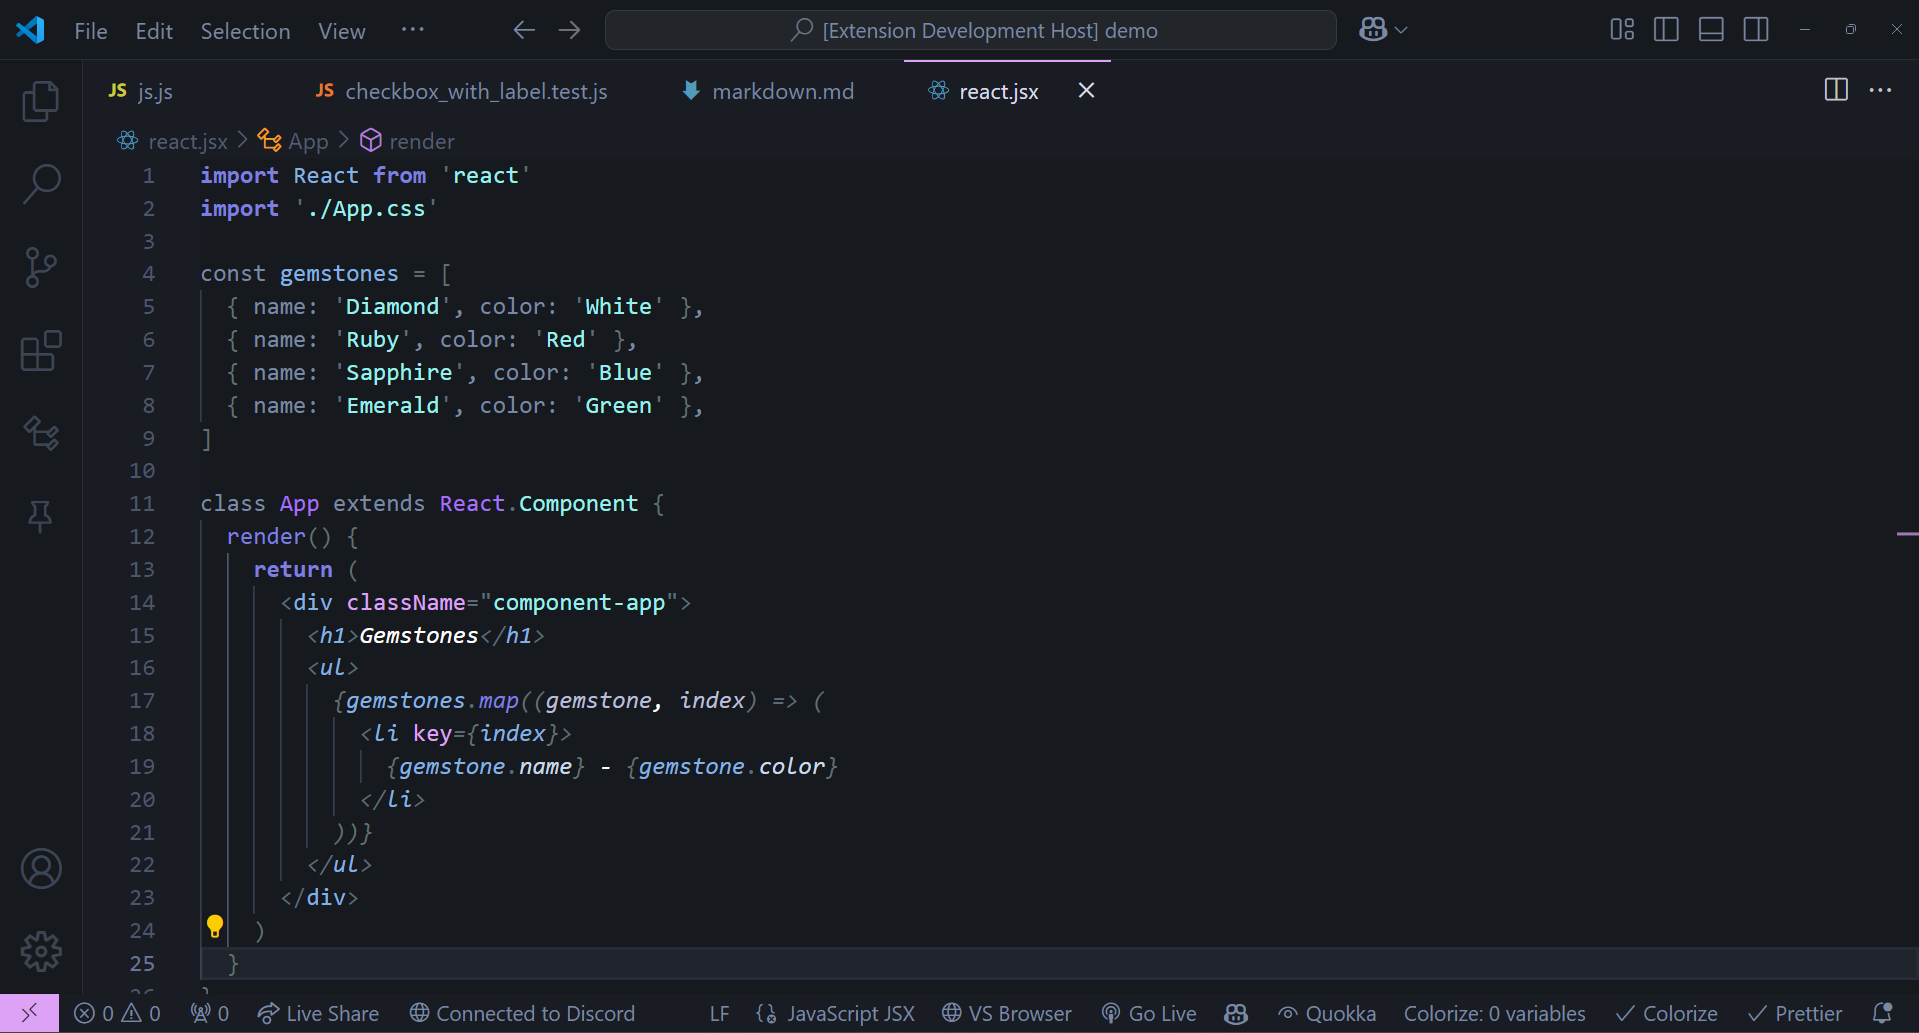 File Edit Selection View ··· [Extension Development Host] demo
JS js.js JS checkbox_with_label.test.js markdown.md react.jsx
react.jsx > App > render
1 import React from 'react'
2 import './App.css'
3
4 const gemstones = [
5 { name: 'Diamond', color: 'White' },
6 { name: 'Ruby', color: 'Red' },
7 { name: 'Sapphire', color: 'Blue' },
8 { name: 'Emerald', color: 'Green' },
9 ]
10
11 class App extends React.Component {
12 render() {
13 return (
14 <div className="component-app">
15 <h1>Gemstones</h1>
16 <ul>
17 {gemstones.map((gemstone, index) => (
18 <li key={index}>
19 {gemstone.name} - {gemstone.color}
20 </li>
21 ))}
22 </ul>
23 </div>
24 )
25 }
26 }
0 0 0 Live Share Connected to Discord LF JavaScript JSX VS Browser Go Live Quokka Colorize: 0 variables Colorize Prettier